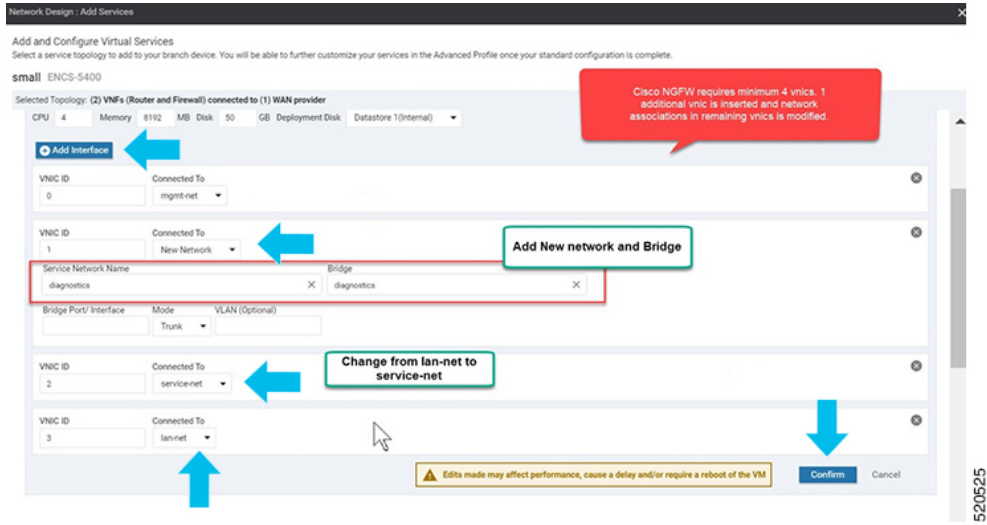 Network Design : Add Services
Add and Configure Virtual Services
Select a service topology to add to your branch device. You will be able to further customize your services in the Advanced Profile once your standard configuration is complete.
small ENCS-5400
Selected Topology: (2) VNFs (Router and Firewall) connected to (1) WAN provider
Cisco NGFW requires minimum 4 vnics. 1
additional vnic is inserted and network
associations in remaining vnics is modified.
CPU 4 Memory 8192 MB Disk 50 GB Deployment Disk Datastore 1(Internal)
Add Interface
VNIC ID Connected To
0 mgmt-net
VNIC ID Connected To
1 New Network
Add New network and Bridge
Service Network Name Bridge
diagnostics diagnostics
Bridge Port/ Interface Mode VLAN (Optional)
Trunk
Change from lan-net to
service-net
VNIC ID Connected To
2 service-net
VNIC ID Connected To
3 lan-net
Edits made may affect performance, cause a delay and/or require a reboot of the VM
Confirm Cancel
520525